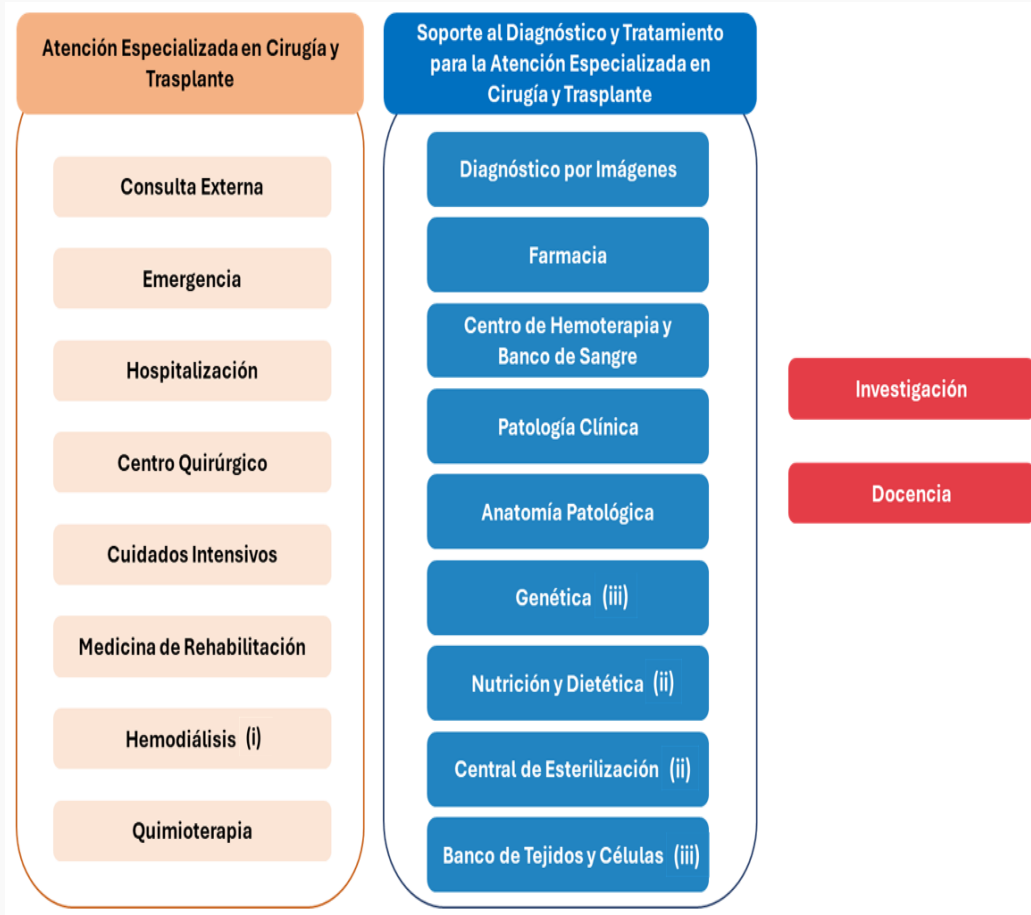 Atención Especializada en Cirugía y
Trasplante
Consulta Externa
Emergencia
Hospitalización
Centro Quirúrgico
Cuidados Intensivos
Medicina de Rehabilitación
Hemodiálisis (i)
Quimioterapia
Soporte al Diagnóstico y Tratamiento
para la Atención Especializada en
Cirugía y Trasplante
Diagnóstico por Imágenes
Farmacia
Centro de Hemoterapia y
Banco de Sangre
Patología Clínica
Anatomía Patológica
Genética (iii)
Nutrición y Dietética (ii)
Central de Esterilización (ii)
Banco de Tejidos y Células (iii)
Investigación
Docencia